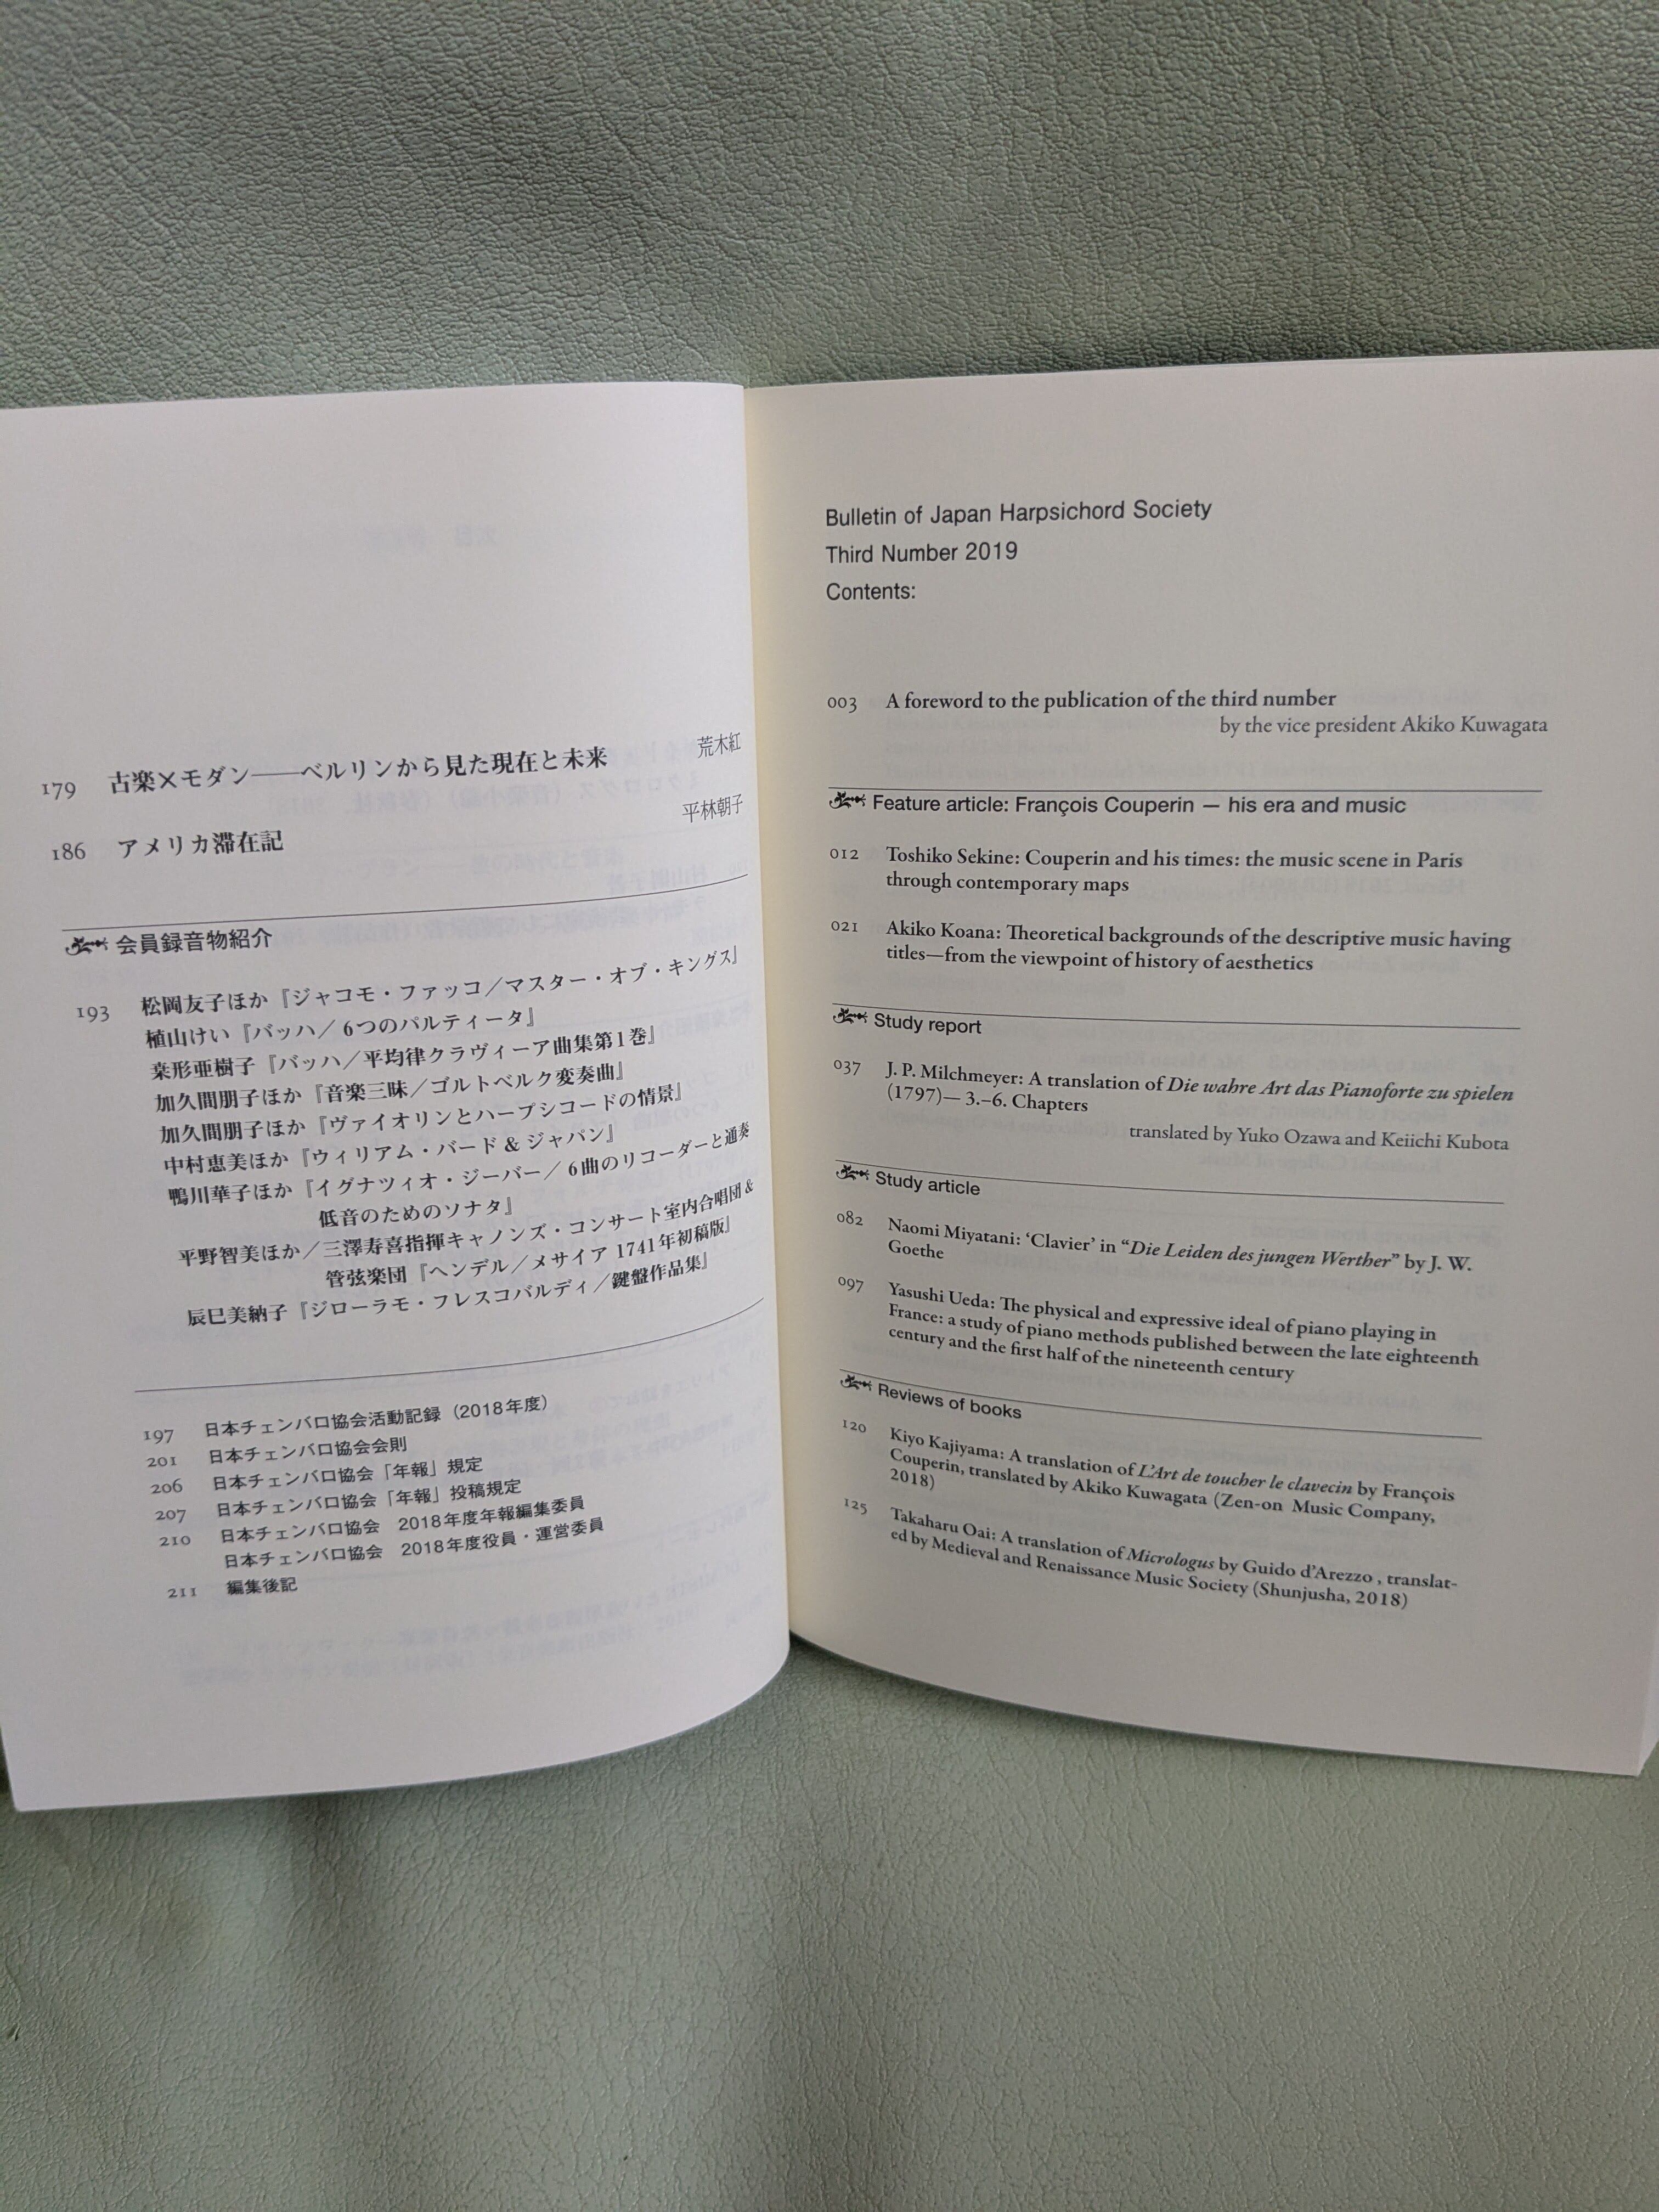 179 古楽×モダン——ベルリンから見た現在と未来 荒木紅
186 アメリカ滞在記 平林朝子
会員録音物紹介
193 松岡友子ほか『ジャコモ・ファッコ／マスター・オブ・キングス』
植山けい『バッハ／6つのパルティータ』
桒形亜樹子『バッハ／平均律クラヴィーア曲集第1巻』
加久間朋子ほか『音楽三昧／ゴルトベルク変奏曲』
加久間朋子ほか『ヴァイオリンとハープシコードの情景』
中村恵美ほか『ウィリアム・バード & ジャパン』
鴨川華子ほか『イグナツィオ・ジーバー／6曲のリコーダーと通奏
低音のためのソナタ』
平野智美ほか／三澤寿喜指揮キャノンズ・コンサート室内合唱団&
管弦楽団『ヘンデル／メサイア 1741年初稿版』
辰巳美納子『ジローラモ・フレスコバルディ／鍵盤作品集』
197 日本チェンバロ協会活動記録（2018年度）
201 日本チェンバロ協会会則
206 日本チェンバロ協会「年報」規定
207 日本チェンバロ協会「年報」投稿規定
210 日本チェンバロ協会 2018年度年報編集委員
日本チェンバロ協会 2018年度役員・運営委員
211 編集後記
Bulletin of Japan Harpsichord Society
Third Number 2019
Contents:
003 A foreword to the publication of the third number
by the vice president Akiko Kuwagata
Feature article: François Couperin — his era and music
012 Toshiko Sekine: Couperin and his times: the music scene in Paris
through contemporary maps
021 Akiko Koana: Theoretical backgrounds of the descriptive music having
titles—from the viewpoint of history of aesthetics
Study report
037 J. P. Milchmeyer: A translation of Die wahre Art das Pianoforte zu spielen
(1797)— 3.–6. Chapters
translated by Yuko Ozawa and Keiichi Kubota
Study article
082 Naomi Miyatani: ‘Clavier’ in “Die Leiden des jungen Werther” by J. W.
Goethe
097 Yasushi Ueda: The physical and expressive ideal of piano playing in
France: a study of piano methods published between the late eighteenth
century and the first half of the nineteenth century
Reviews of books
120 Kiyo Kajiyama: A translation of L’Art de toucher le clavecin by François
Couperin, translated by Akiko Kuwagata (Zen-on Music Company,
2018)
125 Takaharu Oai: A translation of Micrologus by Guido d’Arezzo , translat-
ed by Medieval and Renaissance Music Society (Shunjusha, 2018)